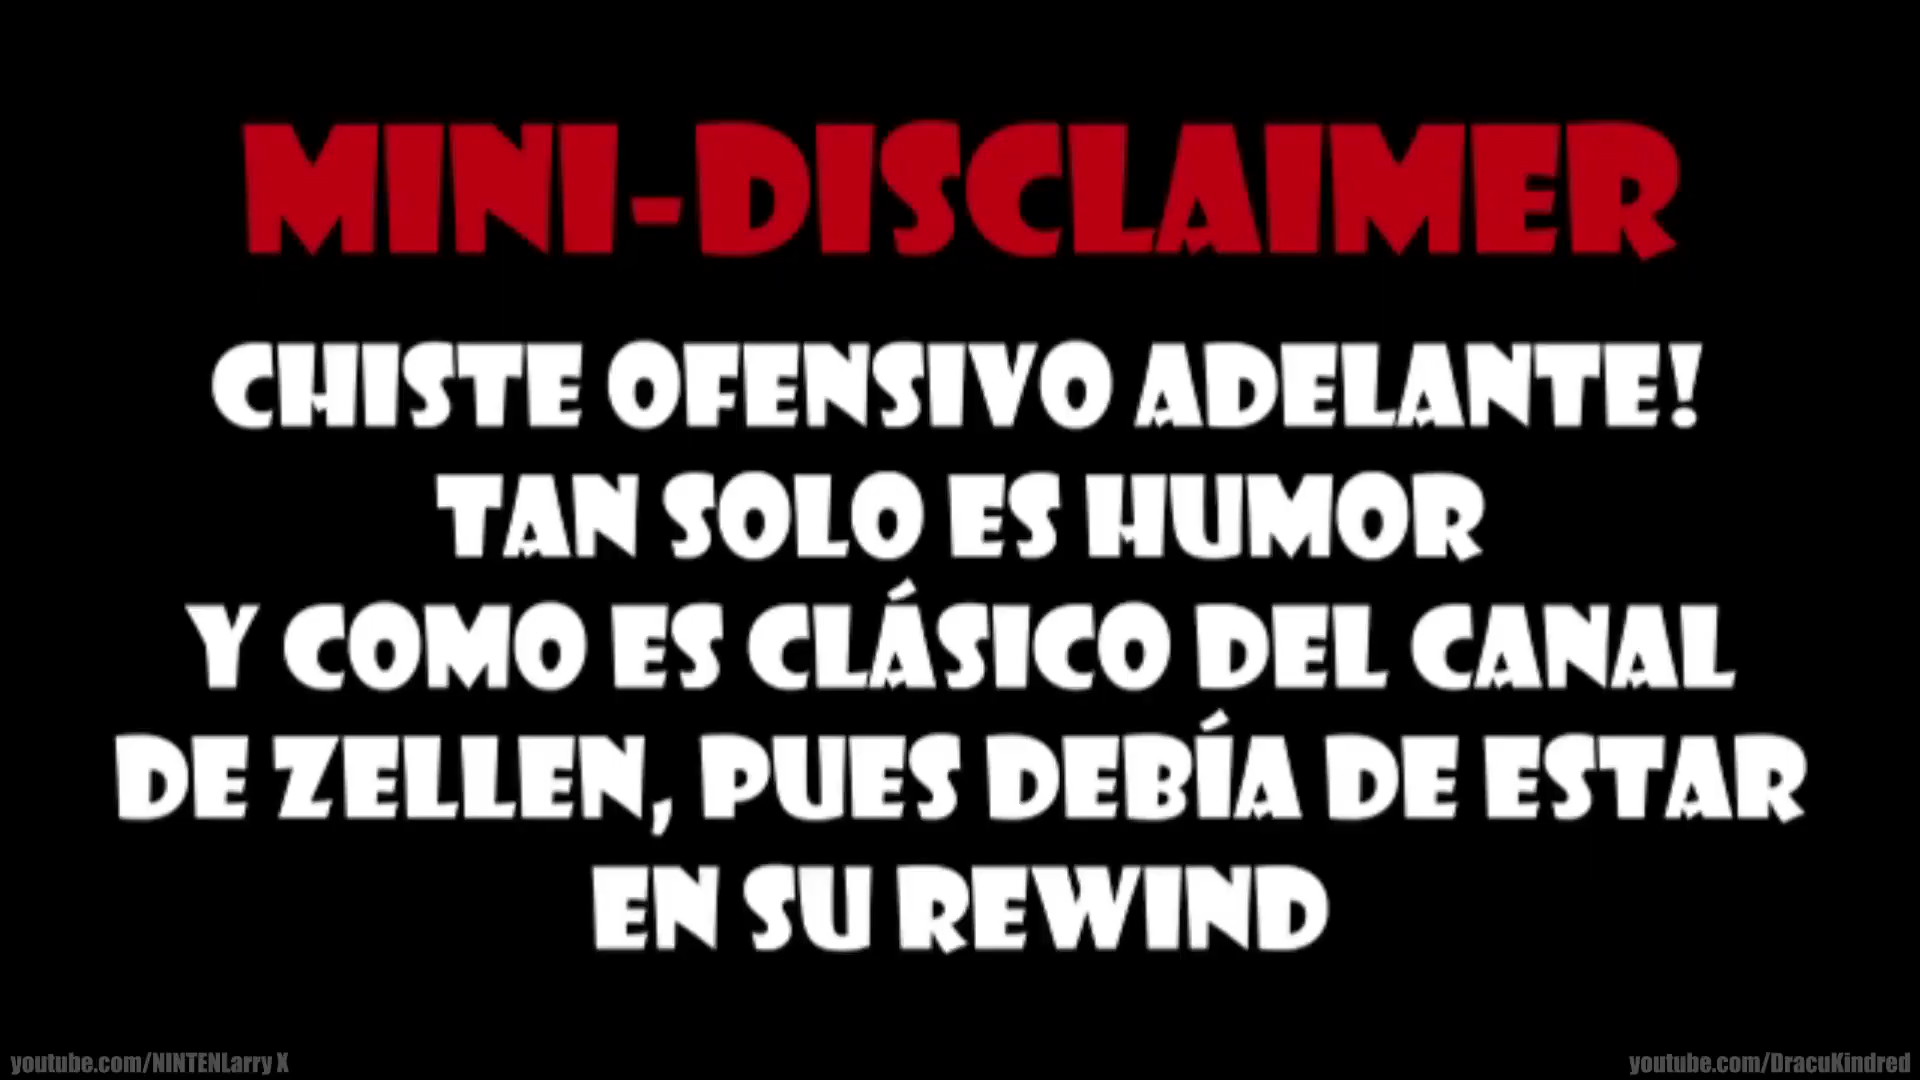 MINI-DISCLAIMER
CHISTE OFENSIVO ADELANTE!
TAN SOLO ES HUMOR
Y COMO ES CLÁSICO DEL CANAL
DE ZELLEN, PUES DEBÍA DE ESTAR
EN SU REWIND
youtube.com/NINTENLarry X
youtube.com/DracuKindred